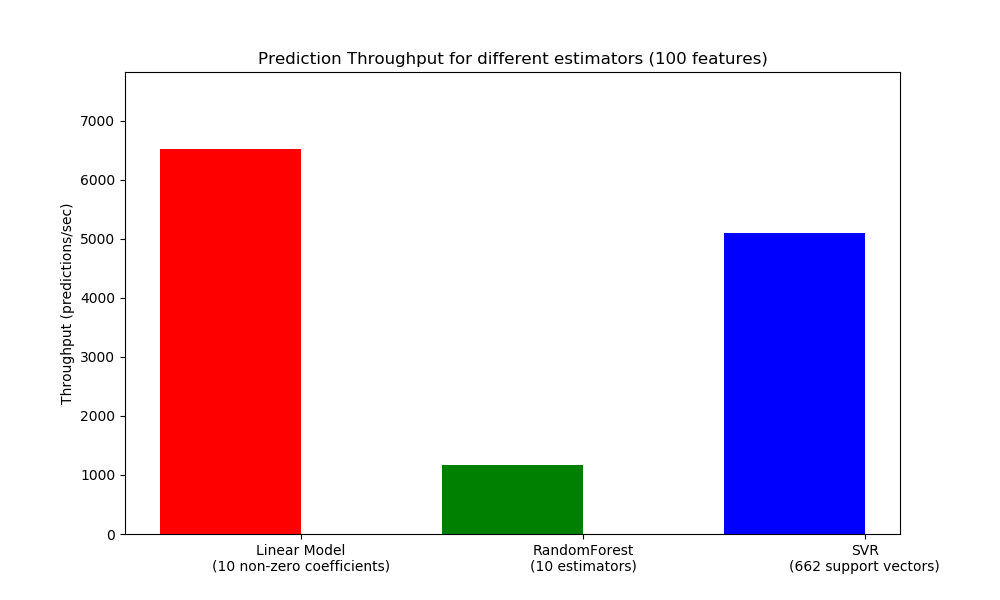 Prediction Throughput for different estimators (100 features)
Throughput (predictions/sec)
7000
6000
5000
4000
3000
2000
1000
0
Linear Model
(10 non-zero coefficients)
RandomForest
(10 estimators)
SVR
(662 support vectors)